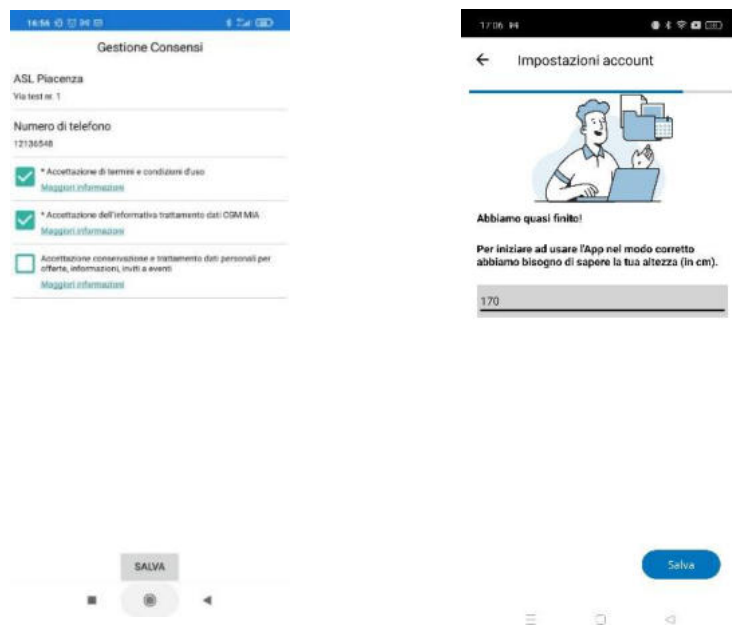 16:56
Gestione Consensi
ASL Piacenza
Via test nr. 1
Numero di telefono
12136548
* Accettazione di termini e condizioni d'uso
Maggiori informazioni
* Accettazione dell'informativa trattamento dati CGM MIA
Maggiori informazioni
Accettazione conservazione e trattamento dati personali per
offerte, informazioni, inviti a eventi
Maggiori informazioni
SALVA
17:06
Impostazioni account
Abbiamo quasi finito!
Per iniziare ad usare l'App nel modo corretto
abbiamo bisogno di sapere la tua altezza (in cm).
170
Salva